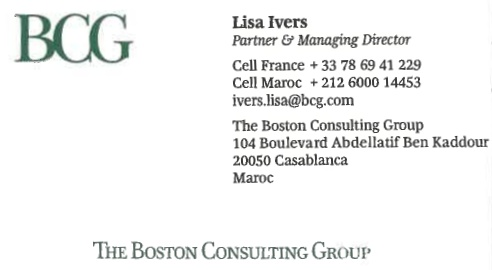 BCG
Lisa Ivers
Partner & Managing Director
Cell France + 33 78 69 41 229
Cell Maroc + 212 6000 14453
ivers.lisa@bcg.com
The Boston Consulting Group
104 Boulevard Abdellatif Ben Kaddour
20050 Casablanca
Maroc
THE BOSTON CONSULTING GROUP